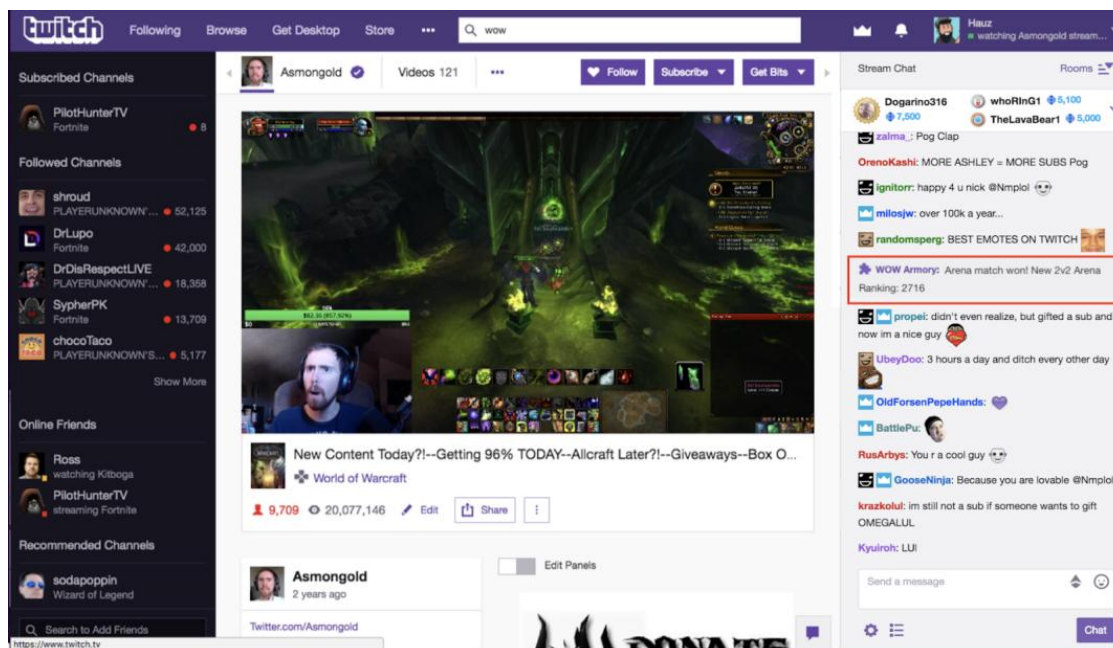 twitch
Following
Browse
Get Desktop
Store
wow
Hauz
watching Asmongold stream...
Subscribed Channels
PilotHunterTV
Fortnite
8
Followed Channels
shroud
PLAYERUNKNOWN'...
52,125
DrLupo
Fortnite
42,000
DrDisRespectLIVE
PLAYERUNKNOWN'...
18,358
SypherPK
Fortnite
13,709
chocoTaco
PLAYERUNKNOWN'S...
5,177
Show More
Online Friends
Ross
watching Kitboga
PilotHunterTV
streaming Fortnite
Recommended Channels
sodapoppin
Wizard of Legend
Search to Add Friends
https://www.twitch.tv
Asmongold
Videos 121
Follow
Subscribe
Get Bits
New Content Today?!--Getting 96% TODAY--Allcraft Later?!--Giveaways--Box O...
World of Warcraft
9,709
20,077,146
Edit
Share
Asmongold
2 years ago
Twitter.com/Asmongold
Edit Panels
DONATE
Stream Chat
Rooms
Dogarino316
7,500
whoRInG1 5,100
TheLavaBear1 5,000
zalma_: Pog Clap
OrenoKashi: MORE ASHLEY = MORE SUBS Pog
ignitorr: happy 4 u nick @Nmplol
milosjw: over 100k a year...
randomsperg: BEST EMOTES ON TWITCH
WOW Armory: Arena match won! New 2v2 Arena
Ranking: 2716
propei: didn't even realize, but gifted a sub and
now im a nice guy
UbeyDoo: 3 hours a day and ditch every other day
OldForsenPepeHands:
BattlePu:
RusArbys: You r a cool guy
GooseNinja: Because you are lovable @Nmplol
krazkolul: im still not a sub if someone wants to gift
OMEGALUL
Kyuiroh: LUl
Send a message
Chat